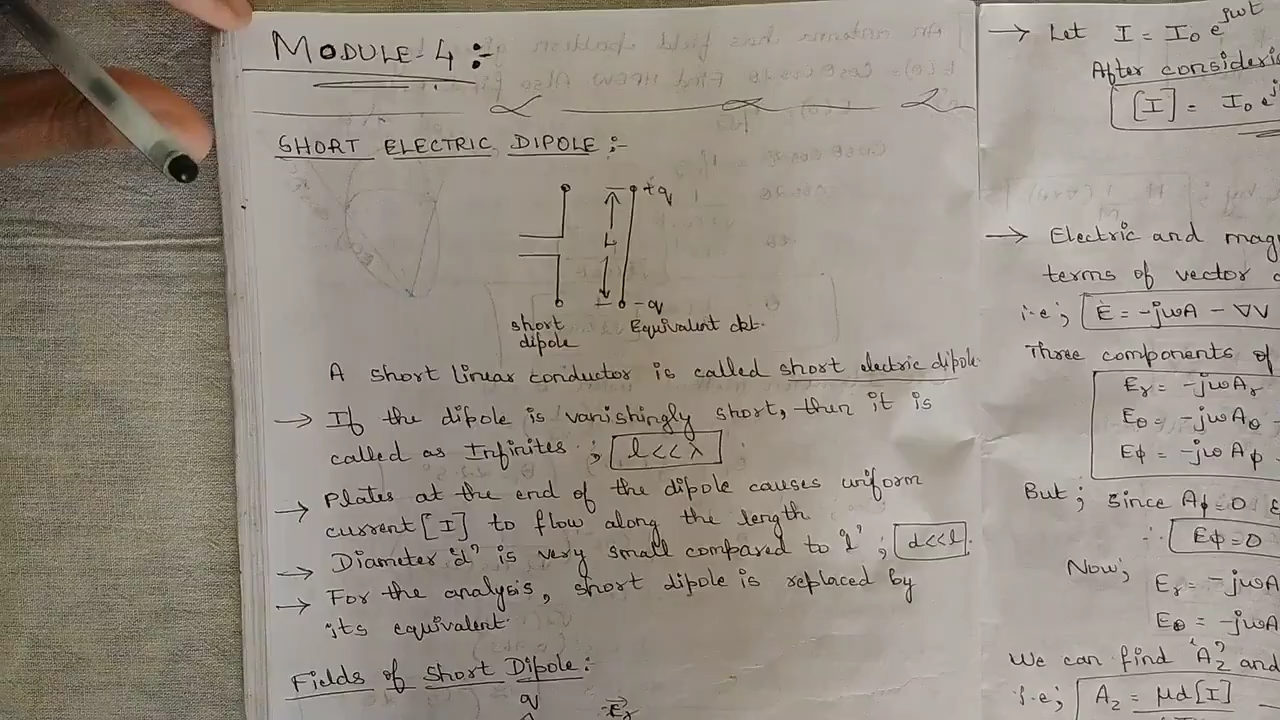 MODULE-4 :-
SHORT ELECTRIC DIPOLE :-
+q
L
-q
short dipole
Equivalent ckt.
A short linear conductor is called short electric dipole
→ If the dipole is vanishingly short, then it is
called as Infinites. ; l<<λ
→ Plates at the end of the dipole causes uniform
current [I] to flow along the length
→ Diameter "d" is very small compared to "l" ; d<<l.
→ For the analysis, short dipole is replaced by
its equivalent.
Fields of Short Dipole :-
q
E⃗r
→ Let I = I₀ e^jωt
After consideri
[I] = I₀ e^j
→ Electric and mag
terms of vector
i.e; E = -jωA - ∇V
Three components of
Er = -jωAr
Eθ = -jωAθ -
Eϕ = -jωAϕ -
But; since Aϕ=0
∴ Eϕ=0
Now; Er = -jωA
Eθ = -jωA
We can find 'Az' and
i.e; Az = μd[I]